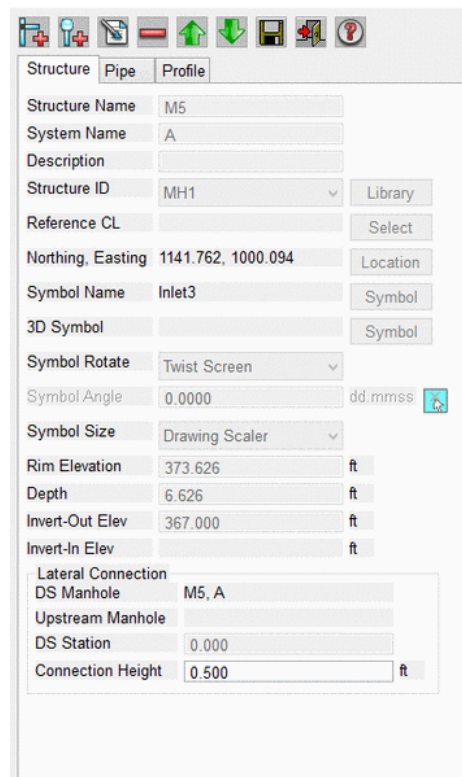 Structure Pipe Profile
Structure Name M5
System Name A
Description
Structure ID MH1 Library
Reference CL Select
Northing, Easting 1141.762, 1000.094 Location
Symbol Name Inlet3 Symbol
3D Symbol Symbol
Symbol Rotate Twist Screen
Symbol Angle 0.0000 dd.mmss
Symbol Size Drawing Scaler
Rim Elevation 373.626 ft
Depth 6.626 ft
Invert-Out Elev 367.000 ft
Invert-In Elev ft
Lateral Connection
DS Manhole M5, A
Upstream Manhole
DS Station 0.000
Connection Height 0.500 ft